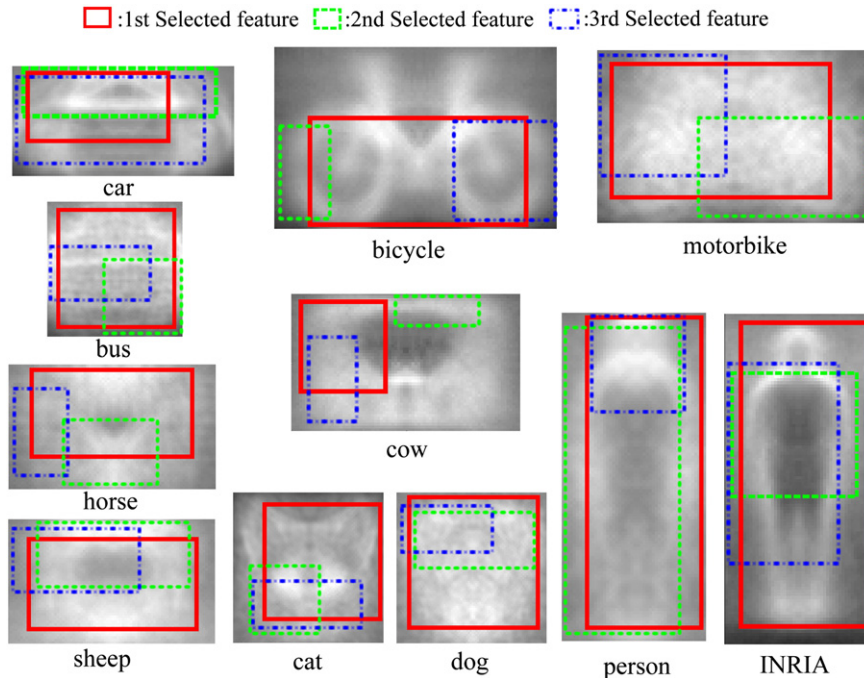 :1st Selected feature :2nd Selected feature :3rd Selected feature
car
bicycle
motorbike
bus
cow
horse
sheep
cat
dog
person
INRIA